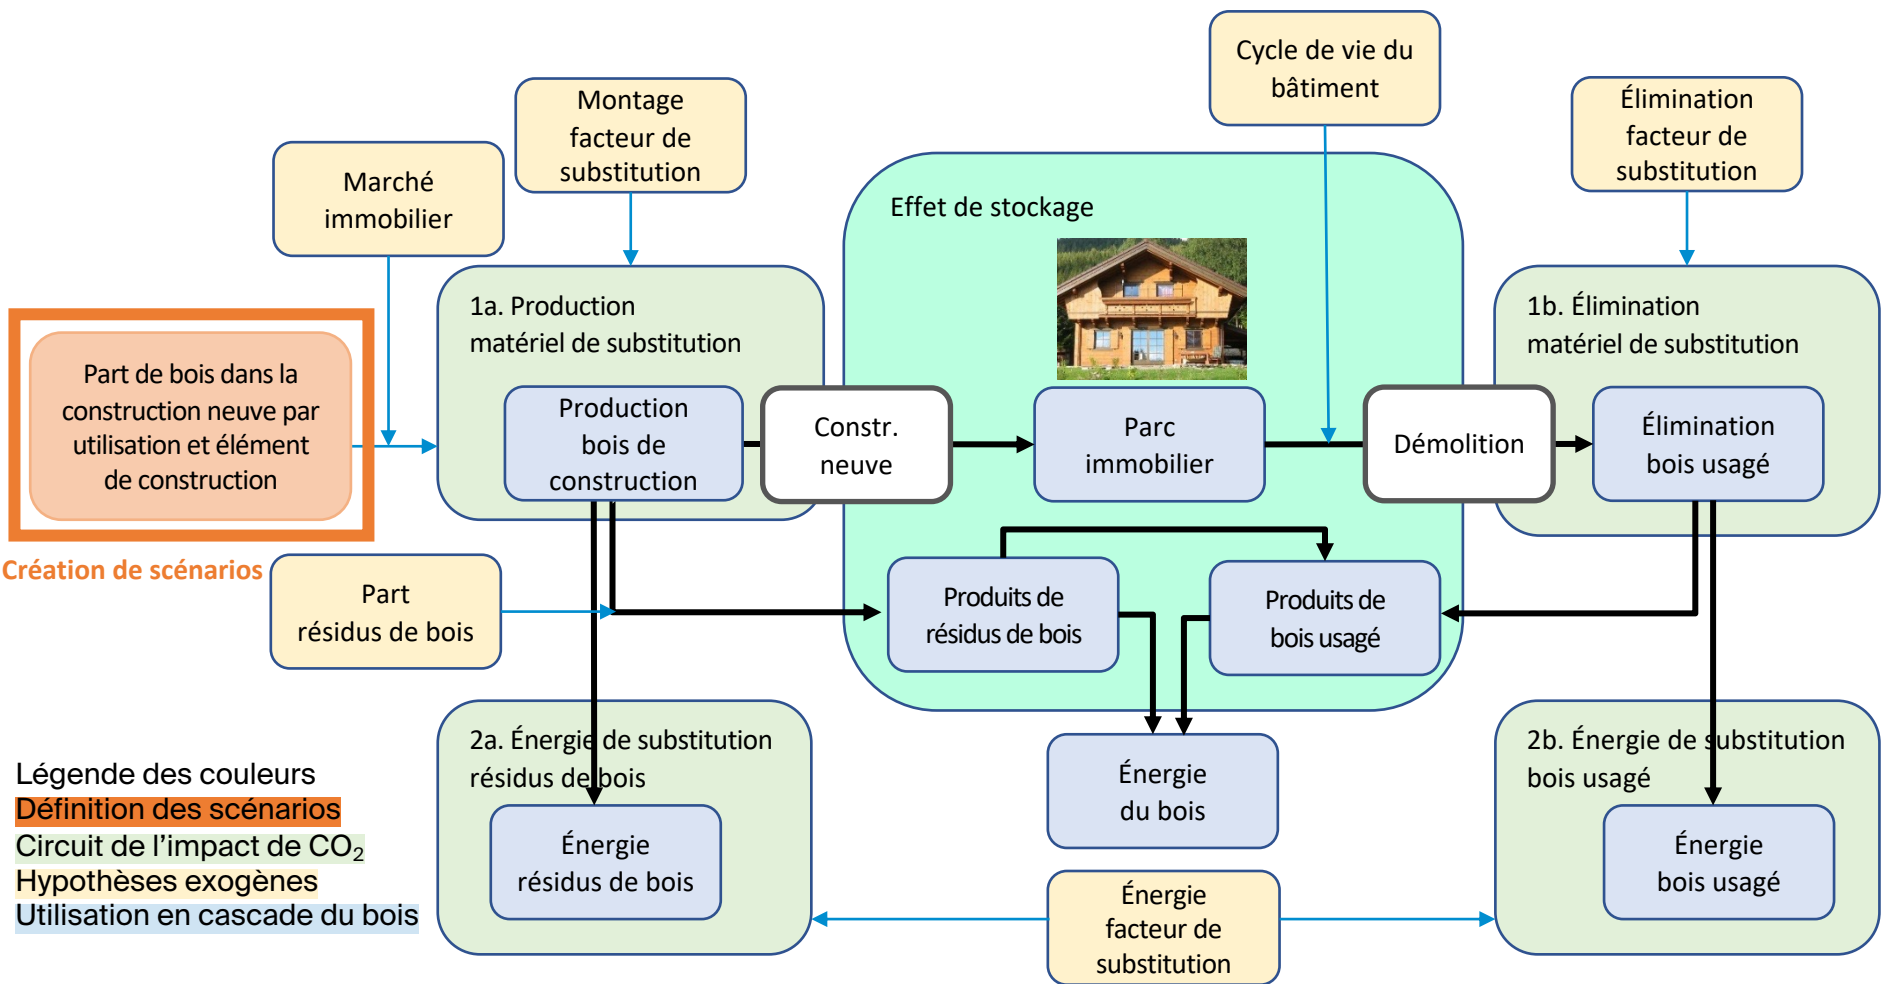 Cycle de vie du
bâtiment
Montage
facteur de
substitution
Élimination
facteur de
substitution
Marché
immobilier
Effet de stockage
1a. Production
matériel de substitution
1b. Élimination
matériel de substitution
Part de bois dans la
construction neuve par
utilisation et élément
de construction
Production
bois de
construction
Constr.
neuve
Parc
immobilier
Démolition
Élimination
bois usagé
Création de scénarios
Part
résidus de bois
Produits de
résidus de bois
Produits de
bois usagé
2a. Énergie de substitution
résidus de bois
Énergie
du bois
2b. Énergie de substitution
bois usagé
Énergie
résidus de bois
Énergie
bois usagé
Énergie
facteur de
substitution
Légende des couleurs
Définition des scénarios
Circuit de l'impact de CO₂
Hypothèses exogènes
Utilisation en cascade du bois